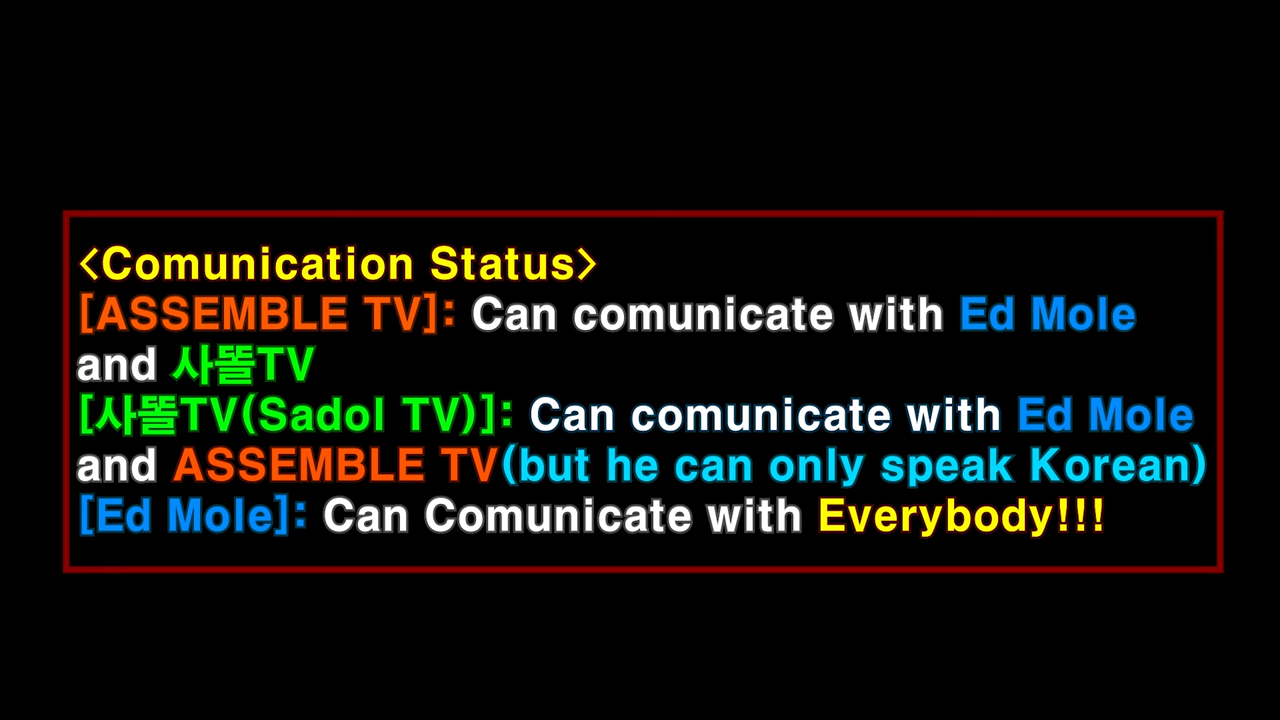 <Comunication Status>
[ASSEMBLE TV]: Can comunicate with Ed Mole
and 사똘TV
[사똘TV(Sadol TV)]: Can comunicate with Ed Mole
and ASSEMBLE TV(but he can only speak Korean)
[Ed Mole]: Can Comunicate with Everybody!!!